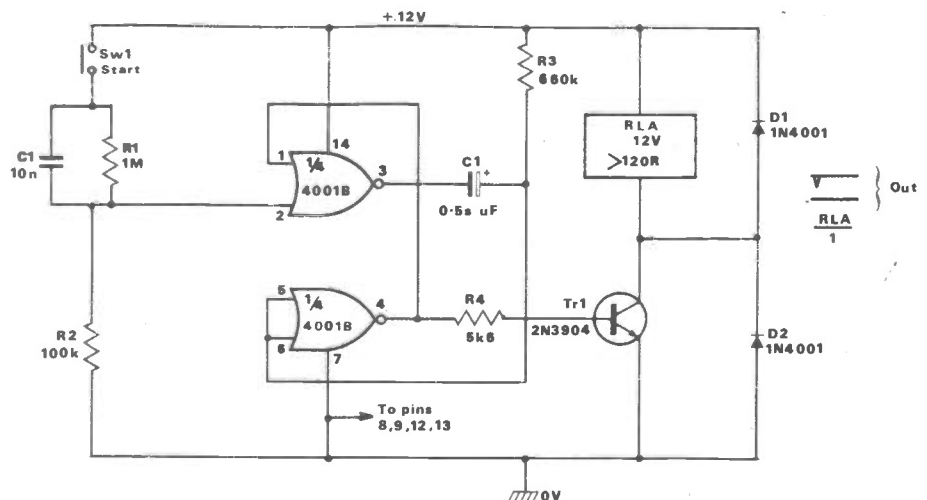 +.12V
Sw1
Start
R3
660k
C1
10n
R1
1M
R2
100k
1
2
14
1/4
4001B
3
C1
+
0·5s uF
RLA
12V
>120R
D1
1N4001
Out
RLA
1
5
6
1/4
4001B
4
7
R4
5k6
Tr1
2N3904
D2
1N4001
To pins
8,9,12,13
0V